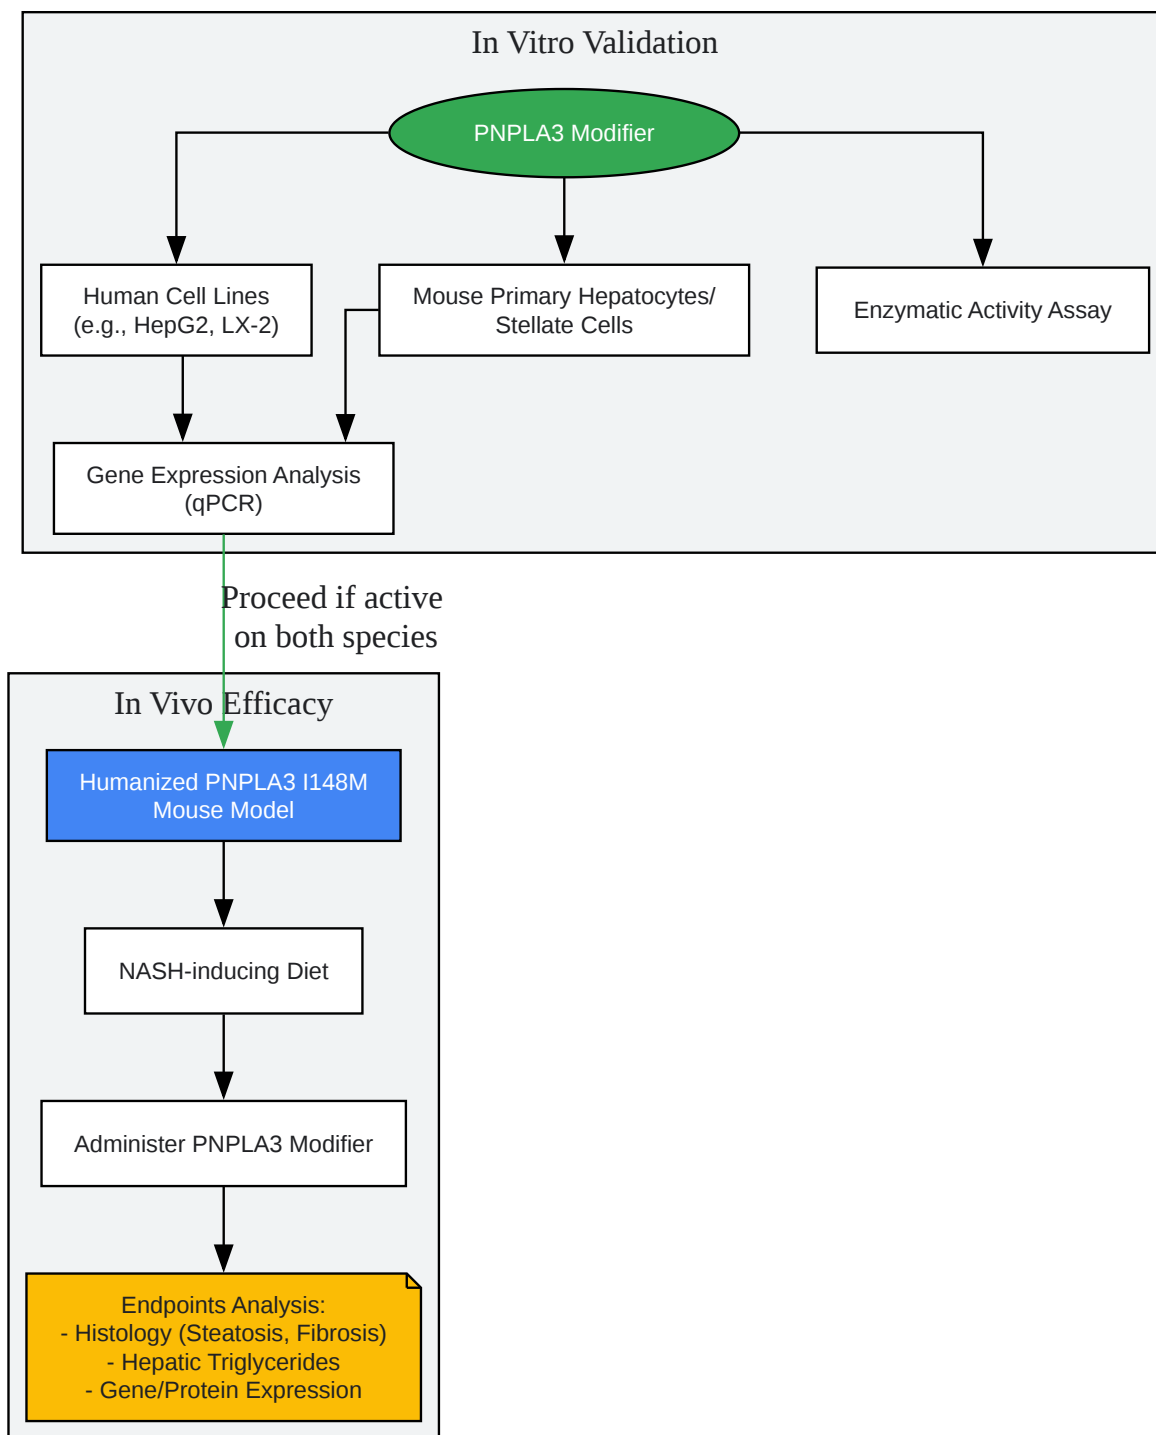 In Vitro Validation
PNPLA3 Modifier
Human Cell Lines
(e.g., HepG2, LX-2)
Mouse Primary Hepatocytes/
Stellate Cells
Enzymatic Activity Assay
Gene Expression Analysis
(qPCR)
Proceed if active
on both species
In Vivo Efficacy
Humanized PNPLA3 I148M
Mouse Model
NASH-inducing Diet
Administer PNPLA3 Modifier
Endpoints Analysis:
- Histology (Steatosis, Fibrosis)
- Hepatic Triglycerides
- Gene/Protein Expression